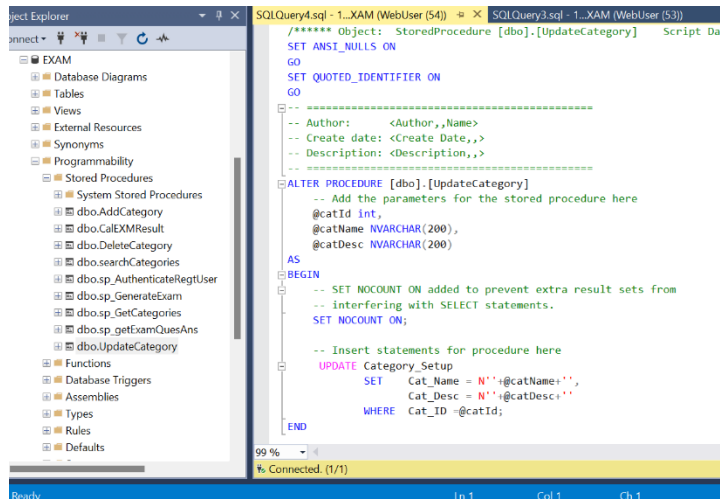 ject Explorer
onnect
EXAM
Database Diagrams
Tables
Views
External Resources
Synonyms
Programmability
Stored Procedures
System Stored Procedures
dbo.AddCategory
dbo.CalEXMResult
dbo.DeleteCategory
dbo.searchCategories
dbo.sp_AuthenticateRegtUser
dbo.sp_GenerateExam
dbo.sp_GetCategories
dbo.sp_getExamQuesAns
dbo.UpdateCategory
Functions
Database Triggers
Assemblies
Types
Rules
Defaults
SQLQuery4.sql - 1...XAM (WebUser (54)) SQLQuery3.sql - 1...XAM (WebUser (53))
/****** Object:  StoredProcedure [dbo].[UpdateCategory]    Script Da
SET ANSI_NULLS ON
GO
SET QUOTED_IDENTIFIER ON
GO
-- =============================================
-- Author:      <Author,,Name>
-- Create date: <Create Date,,>
-- Description: <Description,,>
-- =============================================
ALTER PROCEDURE [dbo].[UpdateCategory]
-- Add the parameters for the stored procedure here
@catId int,
@catName NVARCHAR(200),
@catDesc NVARCHAR(200)
AS
BEGIN
-- SET NOCOUNT ON added to prevent extra result sets from
-- interfering with SELECT statements.
SET NOCOUNT ON;
-- Insert statements for procedure here
UPDATE Category_Setup
SET    Cat_Name = N''+@catName+'',
Cat_Desc = N''+@catDesc+''
WHERE  Cat_ID =@catId;
END
99 %
Connected. (1/1)
Ready Ln 1 Col 1 Ch 1